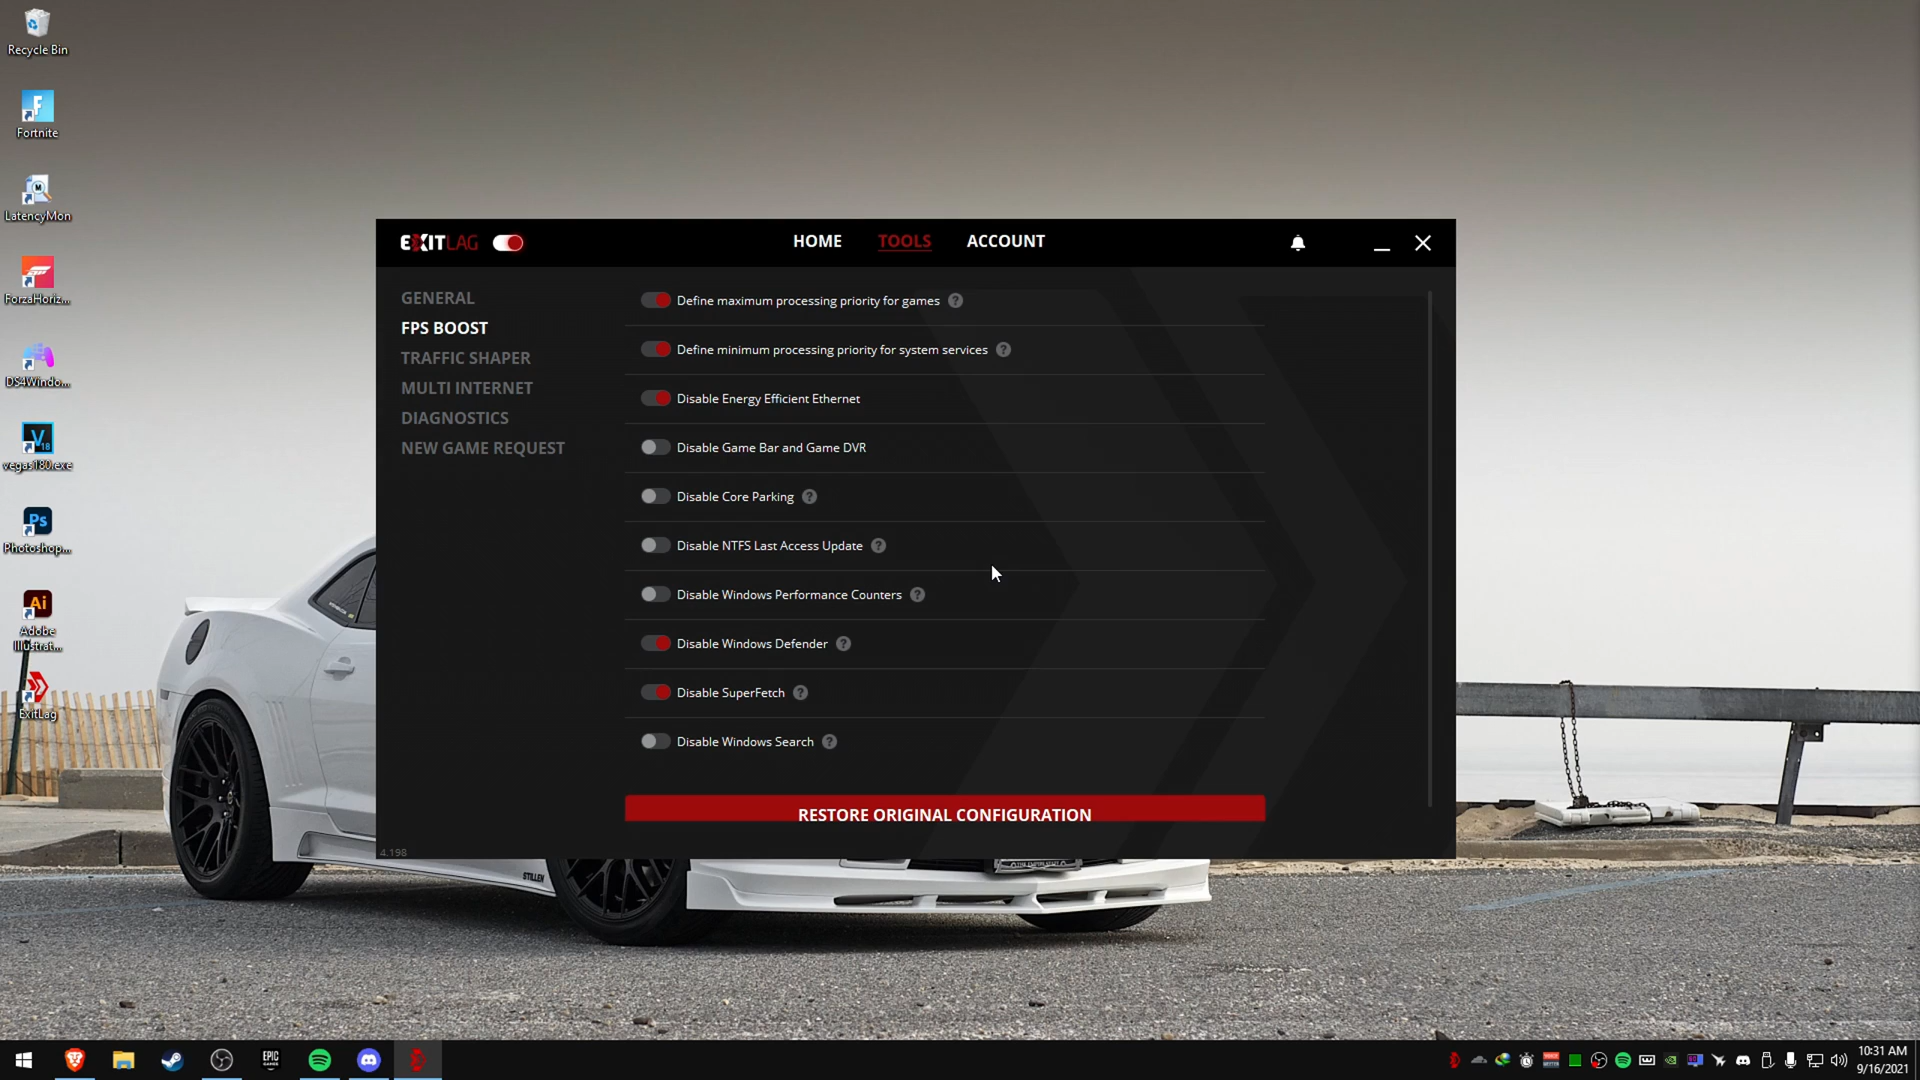 Recycle Bin
Fortnite
LatencyMon
ForzaHoriz...
DS4Windo...
vegas180.exe
Photoshop...
Adobe
Illustrat...
ExitLag
EXITLAG
HOME
TOOLS
ACCOUNT
GENERAL
FPS BOOST
TRAFFIC SHAPER
MULTI INTERNET
DIAGNOSTICS
NEW GAME REQUEST
Define maximum processing priority for games ?
Define minimum processing priority for system services ?
Disable Energy Efficient Ethernet
Disable Game Bar and Game DVR
Disable Core Parking ?
Disable NTFS Last Access Update ?
Disable Windows Performance Counters ?
Disable Windows Defender ?
Disable SuperFetch ?
Disable Windows Search ?
RESTORE ORIGINAL CONFIGURATION
4.198
STILLEN
EPIC
GAMES
10:31 AM
9/16/2021